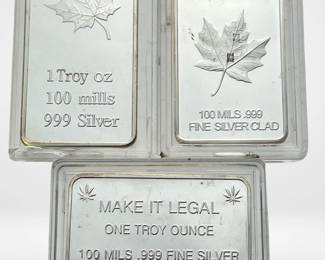 1 Troy oz
100 mills
999 Silver
100 MILS .999
FINE SILVER CLAD
MAKE IT LEGAL
ONE TROY OUNCE
100 MILS .999 FINE SILVER